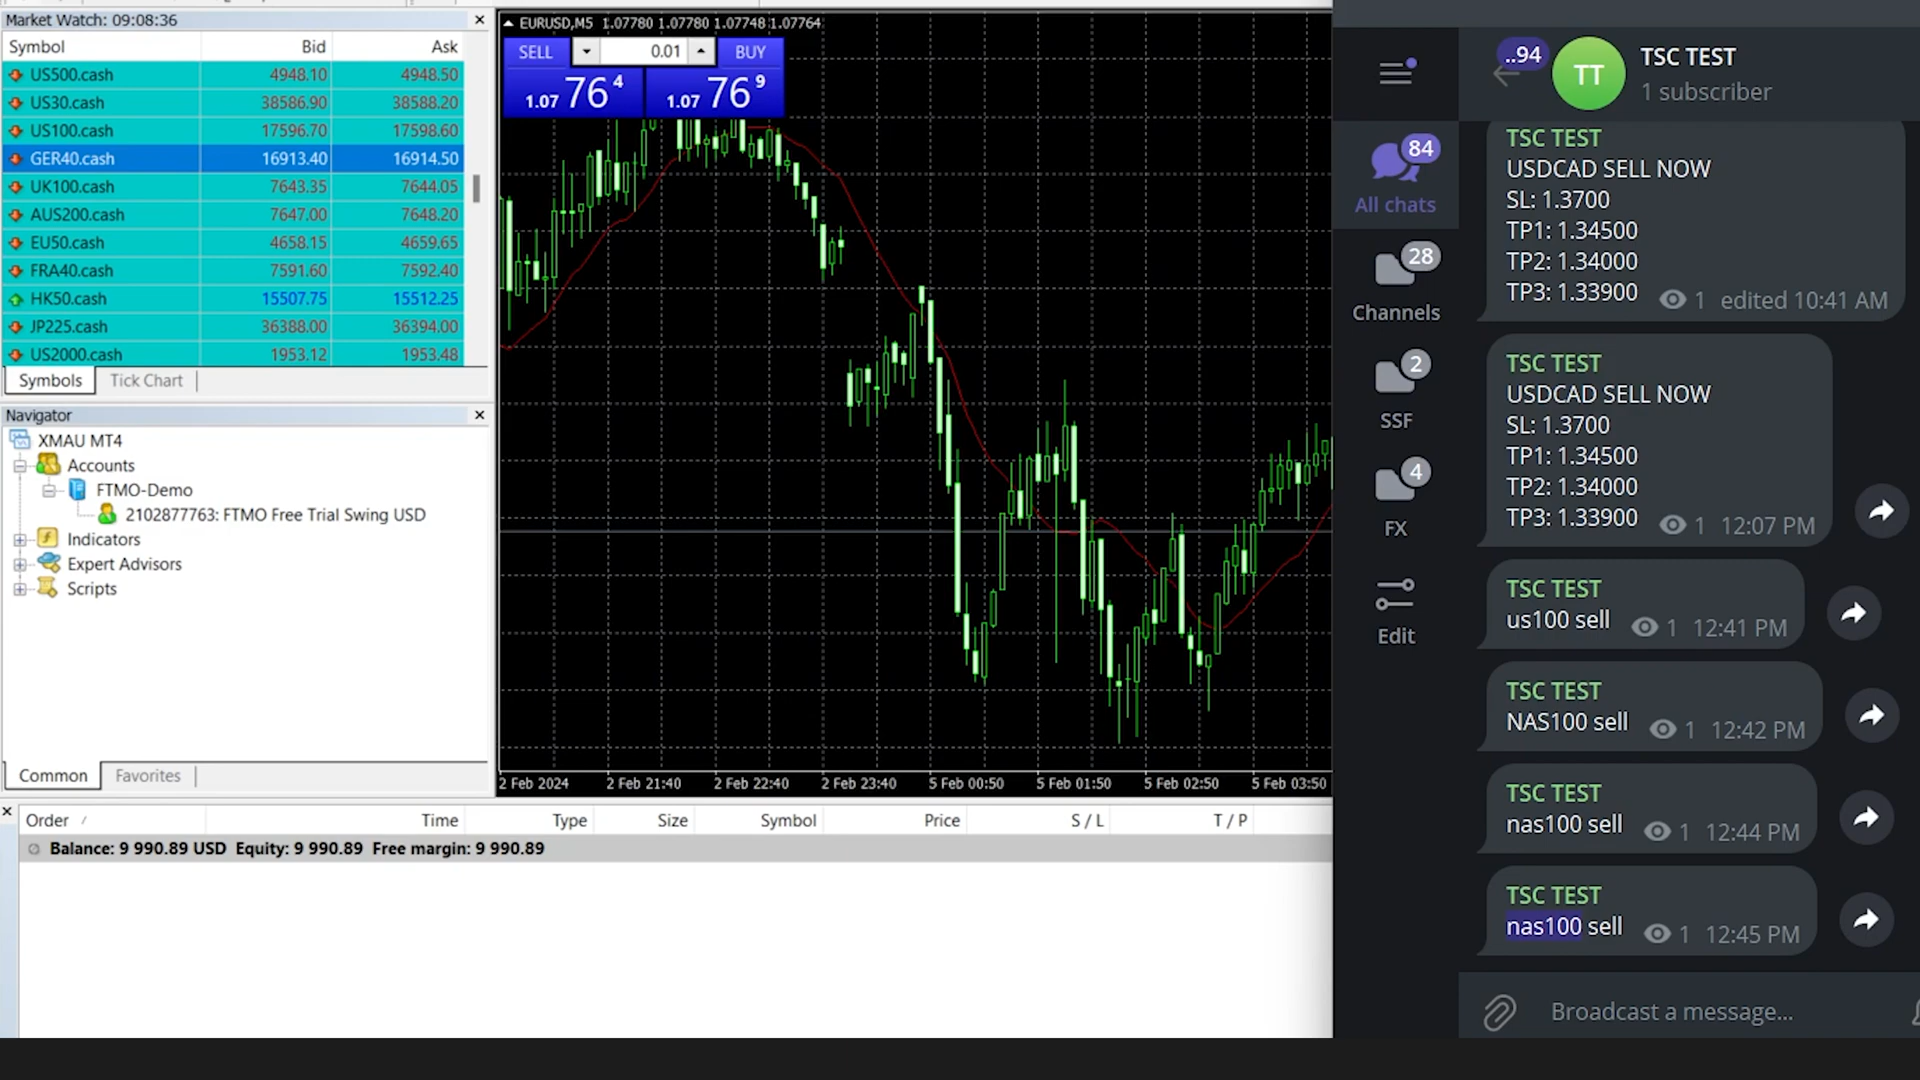 Market Watch: 09:08:36
Symbol Bid Ask
US500.cash 4948.10 4948.50
US30.cash 38586.90 38588.20
US100.cash 17596.70 17598.60
GER40.cash 16913.40 16914.50
UK100.cash 7643.35 7644.05
AUS200.cash 7647.00 7648.20
EU50.cash 4658.15 4659.65
FRA40.cash 7591.60 7592.40
HK50.cash 15507.75 15512.25
JP225.cash 36388.00 36394.00
US2000.cash 1953.12 1953.48
Symbols Tick Chart
Navigator
XMAU MT4
Accounts
FTMO-Demo
2102877763: FTMO Free Trial Swing USD
Indicators
Expert Advisors
Scripts
Common Favorites
EURUSD,M5 1.07780 1.07780 1.07748 1.07764
SELL 0.01 BUY
1.07 76 4 1.07 76 9
2 Feb 2024 2 Feb 21:40 2 Feb 22:40 2 Feb 23:40 5 Feb 00:50 5 Feb 01:50 5 Feb 02:50 5 Feb 03:50
Order Time Type Size Symbol Price S / L T / P
Balance: 9 990.89 USD Equity: 9 990.89 Free margin: 9 990.89
84
All chats
28
Channels
2
SSF
4
FX
Edit
..94
TT
TSC TEST
1 subscriber
TSC TEST
USDCAD SELL NOW
SL: 1.3700
TP1: 1.34500
TP2: 1.34000
TP3: 1.33900 1 edited 10:41 AM
TSC TEST
USDCAD SELL NOW
SL: 1.3700
TP1: 1.34500
TP2: 1.34000
TP3: 1.33900 1 12:07 PM
TSC TEST
us100 sell 1 12:41 PM
TSC TEST
NAS100 sell 1 12:42 PM
TSC TEST
nas100 sell 1 12:44 PM
TSC TEST
nas100 sell 1 12:45 PM
Broadcast a message...